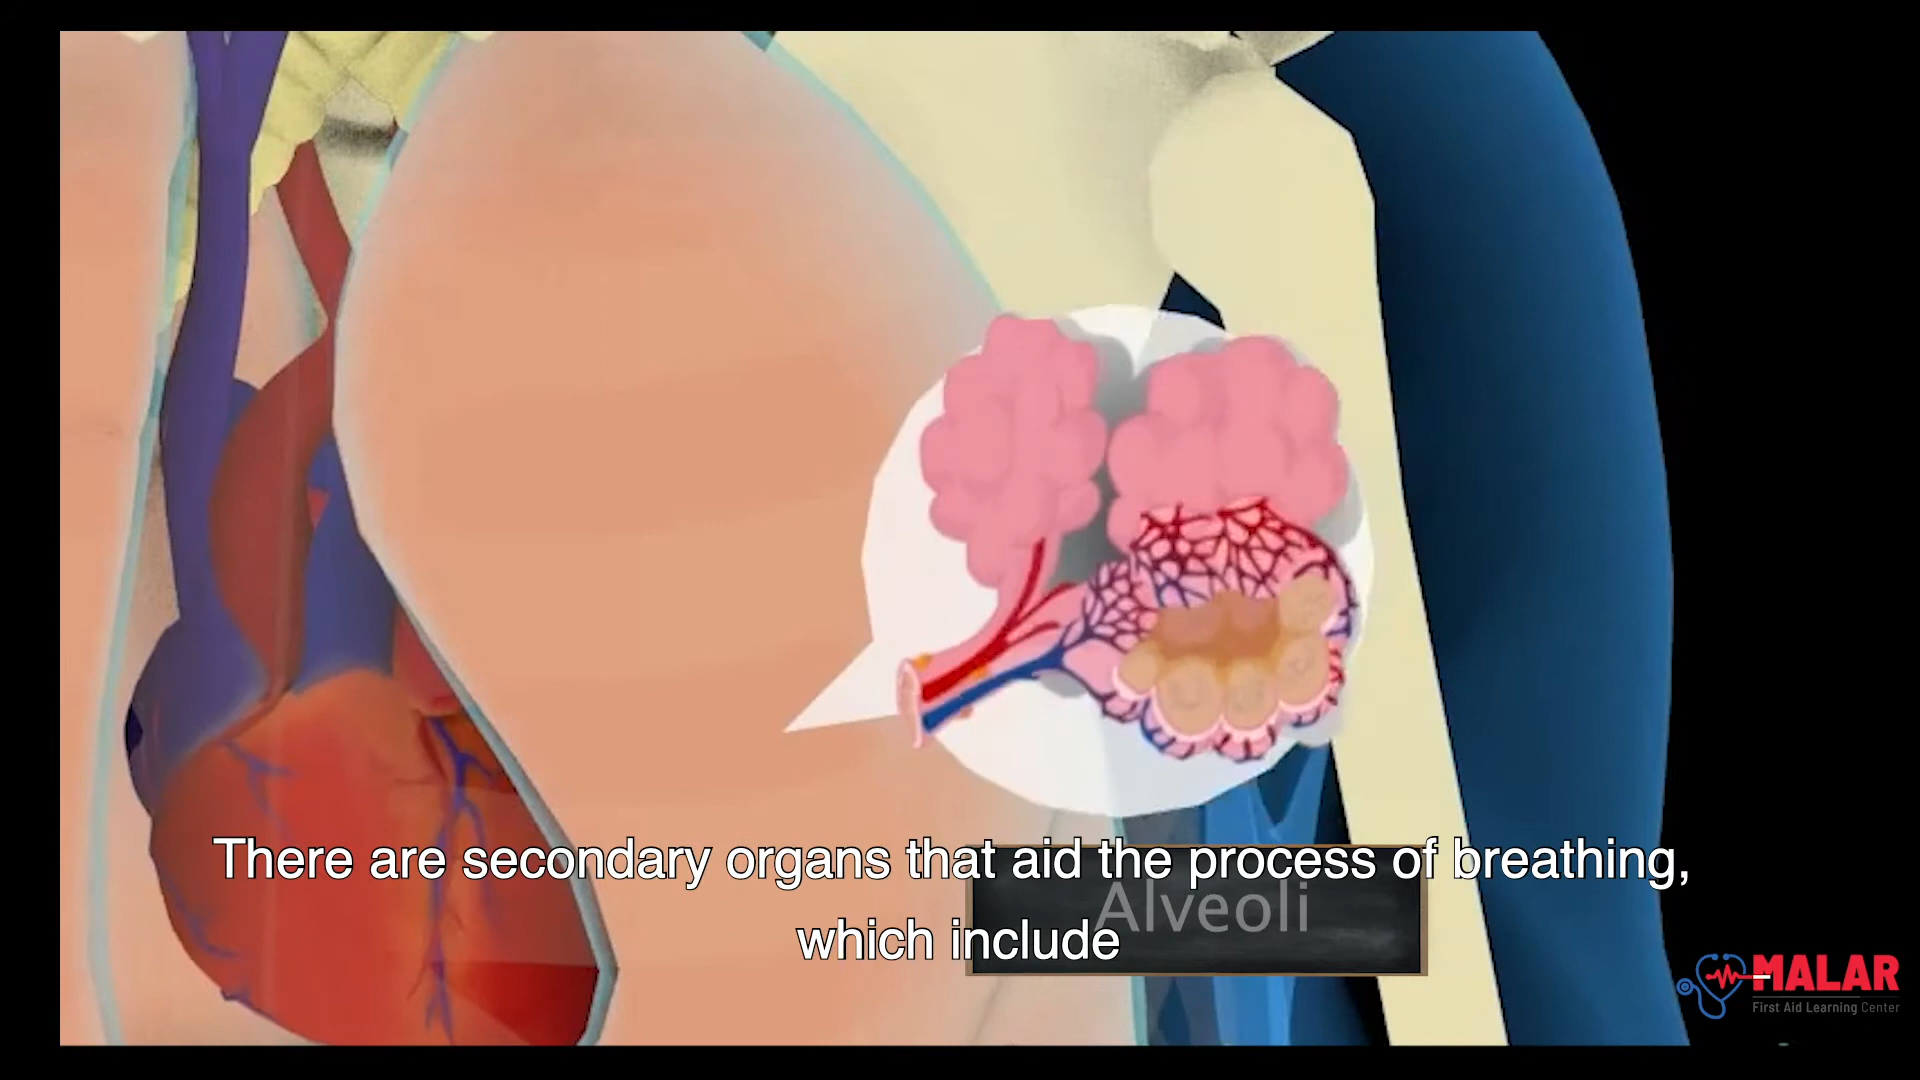 There are secondary organs that aid the process of breathing,
which include
Alveoli
MALAR
First Aid Learning Center